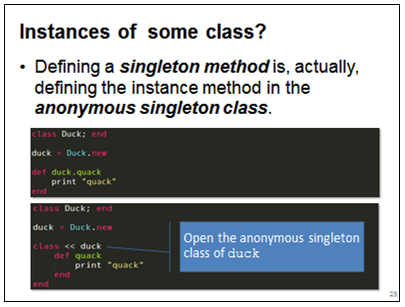 Instances of some class?
• Defining a singleton method is, actually,
defining the instance method in the
anonymous singleton class.
class Duck; end
duck = Duck.new
def duck.quack
print "quack"
end
class Duck; end
duck = Duck.new
class << duck
def quack
print "quack"
end
end
Open the anonymous singleton
class of duck
26